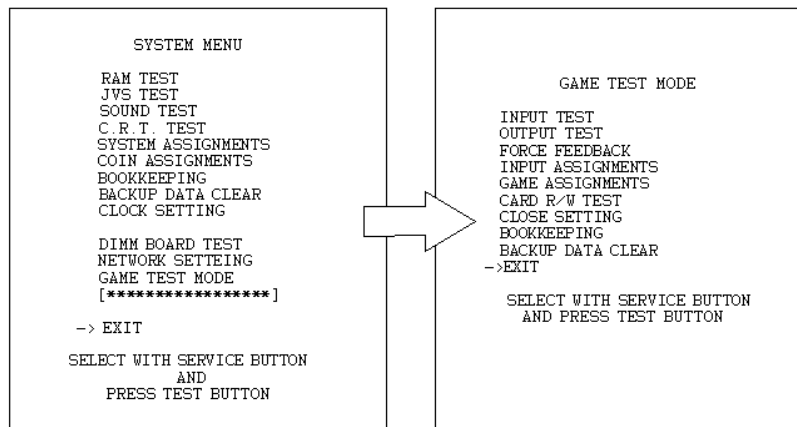 SYSTEM MENU
RAM TEST
JVS TEST
SOUND TEST
C.R.T. TEST
SYSTEM ASSIGNMENTS
COIN ASSIGNMENTS
BOOKKEEPING
BACKUP DATA CLEAR
CLOCK SETTING
DIMM BOARD TEST
NETWORK SETTEING
GAME TEST MODE
[*****************]
-> EXIT
SELECT WITH SERVICE BUTTON
AND
PRESS TEST BUTTON
GAME TEST MODE
INPUT TEST
OUTPUT TEST
FORCE FEEDBACK
INPUT ASSIGNMENTS
GAME ASSIGNMENTS
CARD R/W TEST
CLOSE SETTING
BOOKKEEPING
BACKUP DATA CLEAR
->EXIT
SELECT WITH SERVICE BUTTON
AND PRESS TEST BUTTON